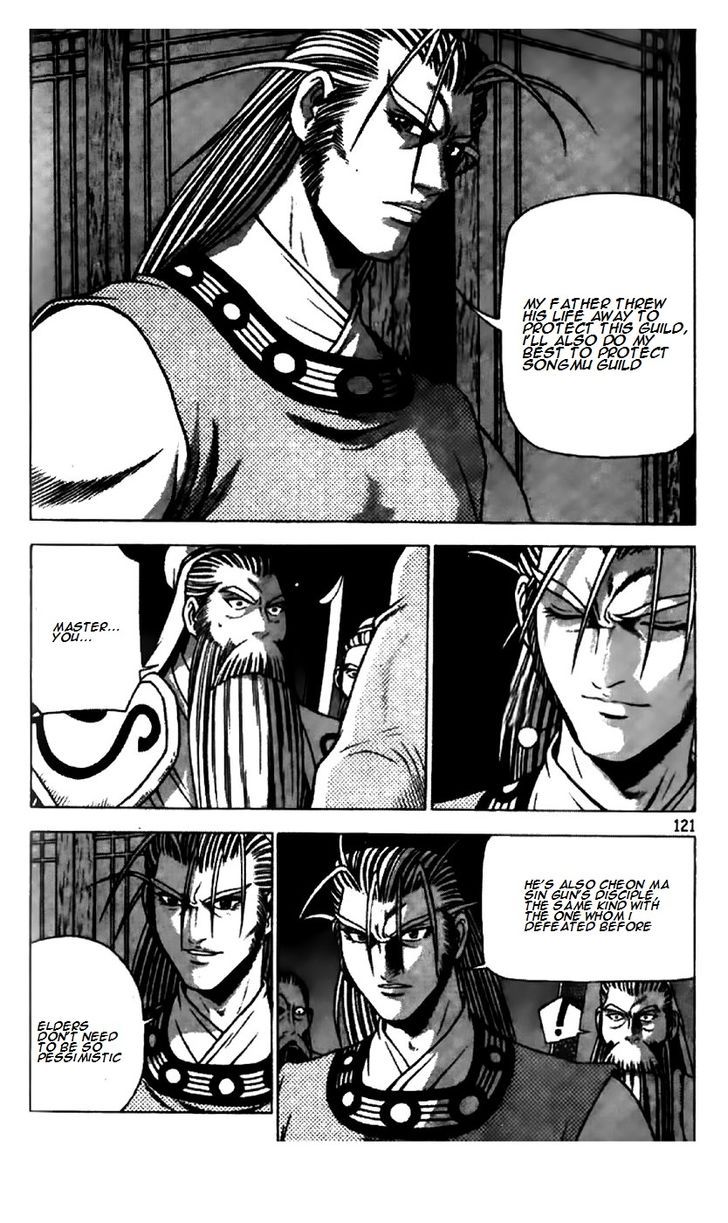 MY FATHER THREW
HIS LIFE AWAY TO
PROTECT THIS GUILD,
I'LL ALSO DO MY
BEST TO PROTECT
SONGMU GUILD
MASTER...
YOU...
121
ELDERS
DON'T NEED
TO BE SO
PESSIMISTIC
HE'S ALSO CHEON MA
SIN GUN'S DISCIPLE,
THE SAME KIND WITH
THE ONE WHOM I
DEFEATED BEFORE
!